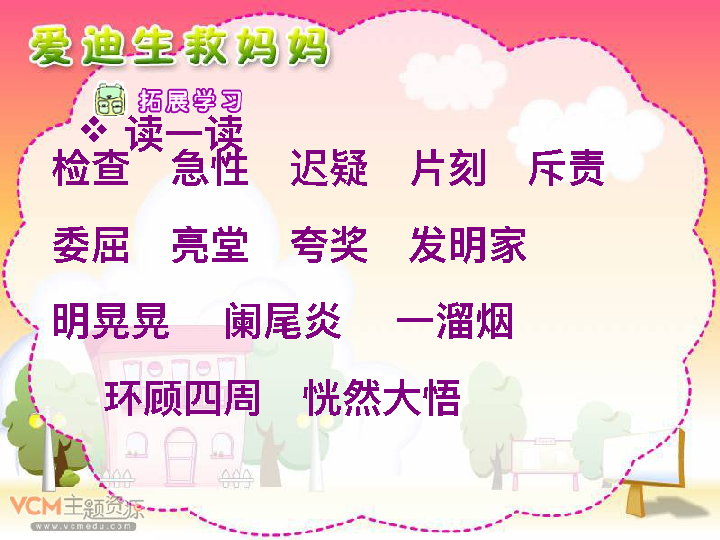 爱迪生救妈妈
拓展学习
❖ 读一读
检查 急性 迟疑 片刻 斥责
委屈 亮堂 夸奖 发明家
明晃晃 阑尾炎 一溜烟
环顾四周 恍然大悟
VCM主题资源
www.vcmedu.com